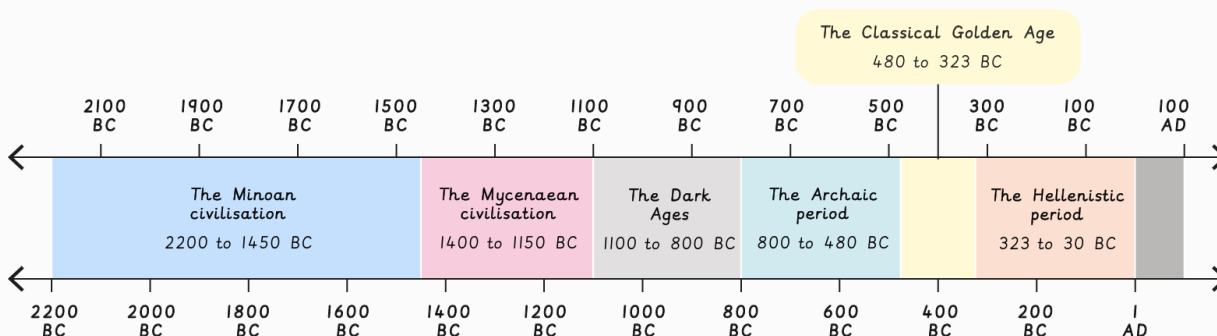 The Classical Golden Age
480 to 323 BC
2100 1900 1700 1500 1300 1100 900 700 500 300 100 100
BC BC BC BC BC BC BC BC BC BC BC AD
The Minoan
civilisation
2200 to 1450 BC
The Mycenaean
civilisation
1400 to 1150 BC
The Dark
Ages
1100 to 800 BC
The Archaic
period
800 to 480 BC
The Hellenistic
period
323 to 30 BC
2200 2000 1800 1600 1400 1200 1000 800 600 400 200 1
BC BC BC BC BC BC BC BC BC BC BC AD